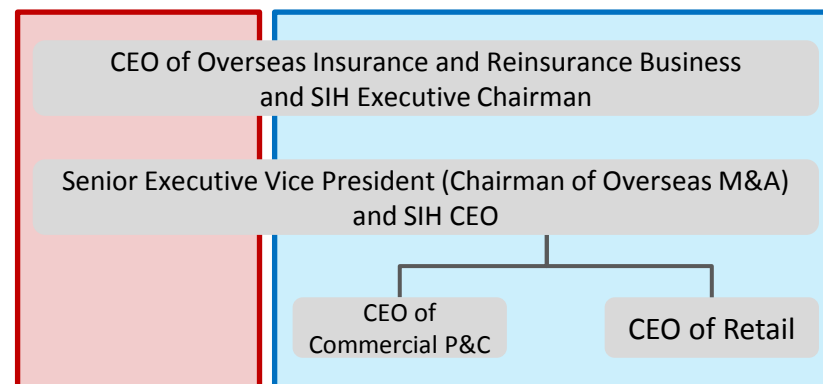 CEO of Overseas Insurance and Reinsurance Business
and SIH Executive Chairman
Senior Executive Vice President (Chairman of Overseas M&A)
and SIH CEO
CEO of
Commercial P&C
CEO of Retail